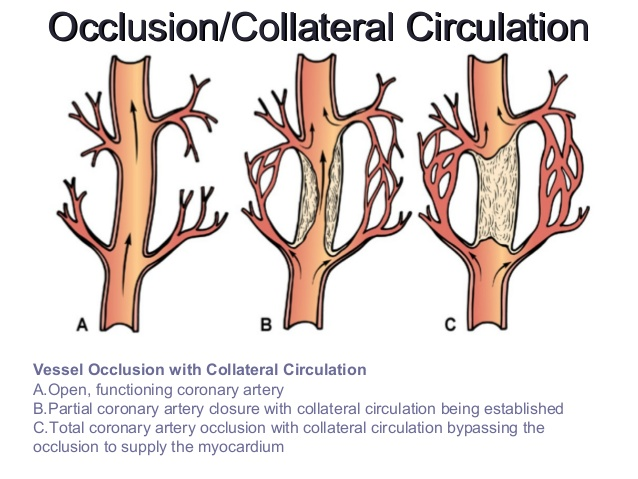 Occlusion/Collateral Circulation
A
B
C
Vessel Occlusion with Collateral Circulation
A.Open, functioning coronary artery
B.Partial coronary artery closure with collateral circulation being established
C.Total coronary artery occlusion with collateral circulation bypassing the
occlusion to supply the myocardium